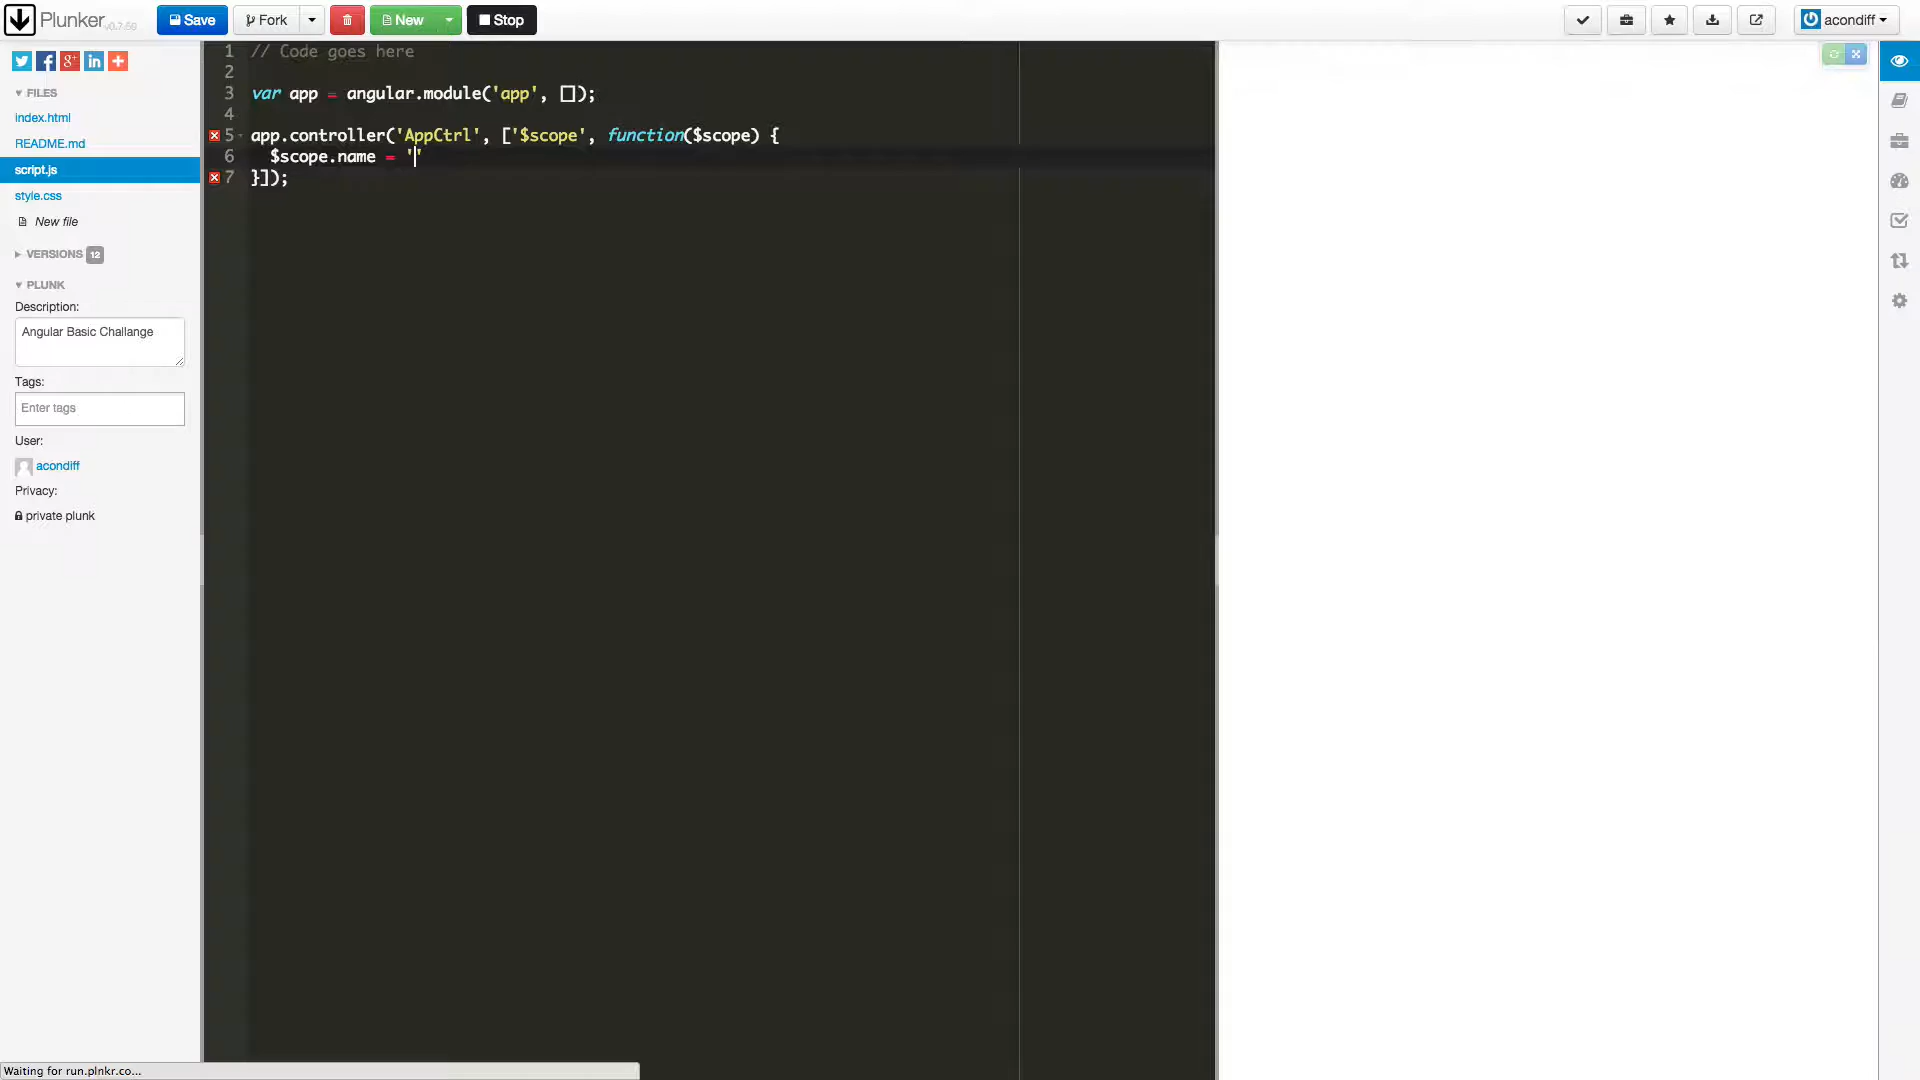 Plunker v0.7.59 Save Fork New Stop acondiff
FILES
index.html
README.md
script.js
style.css
New file
VERSIONS 12
PLUNK
Description:
Angular Basic Challange
Tags:
Enter tags
User:
acondiff
Privacy:
private plunk
1 // Code goes here
2
3 var app = angular.module('app', []);
4
5 app.controller('AppCtrl', ['$scope', function($scope) {
6 $scope.name = ''
7 }]);
Waiting for run.plnkr.co...